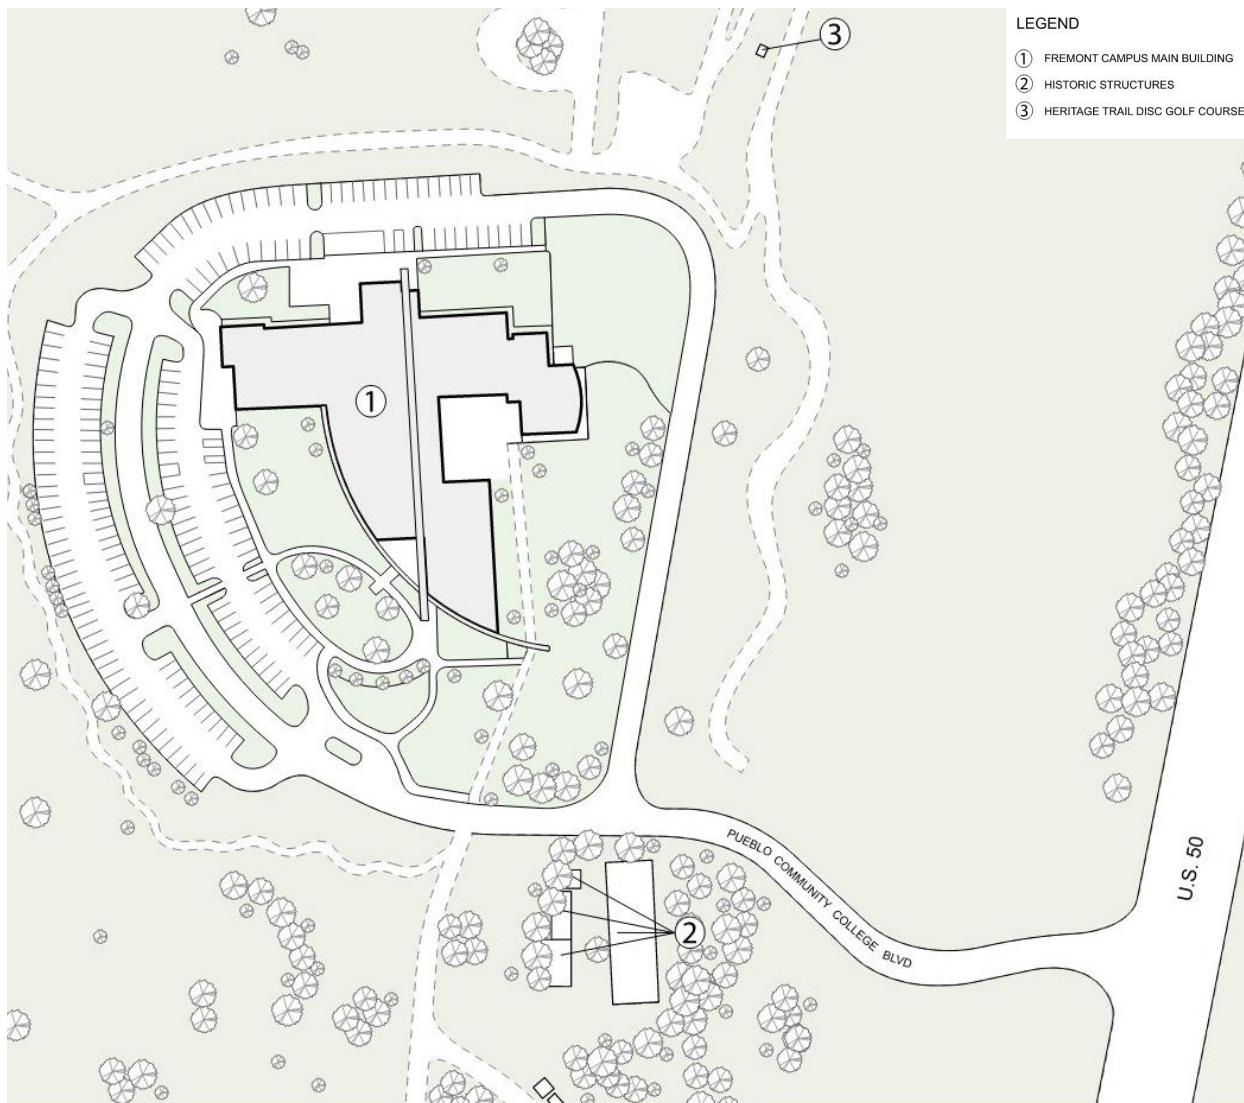 LEGEND
1 FREMONT CAMPUS MAIN BUILDING
2 HISTORIC STRUCTURES
3 HERITAGE TRAIL DISC GOLF COURSE
3
1
PUEBLO COMMUNITY COLLEGE BLVD
U.S. 50
2